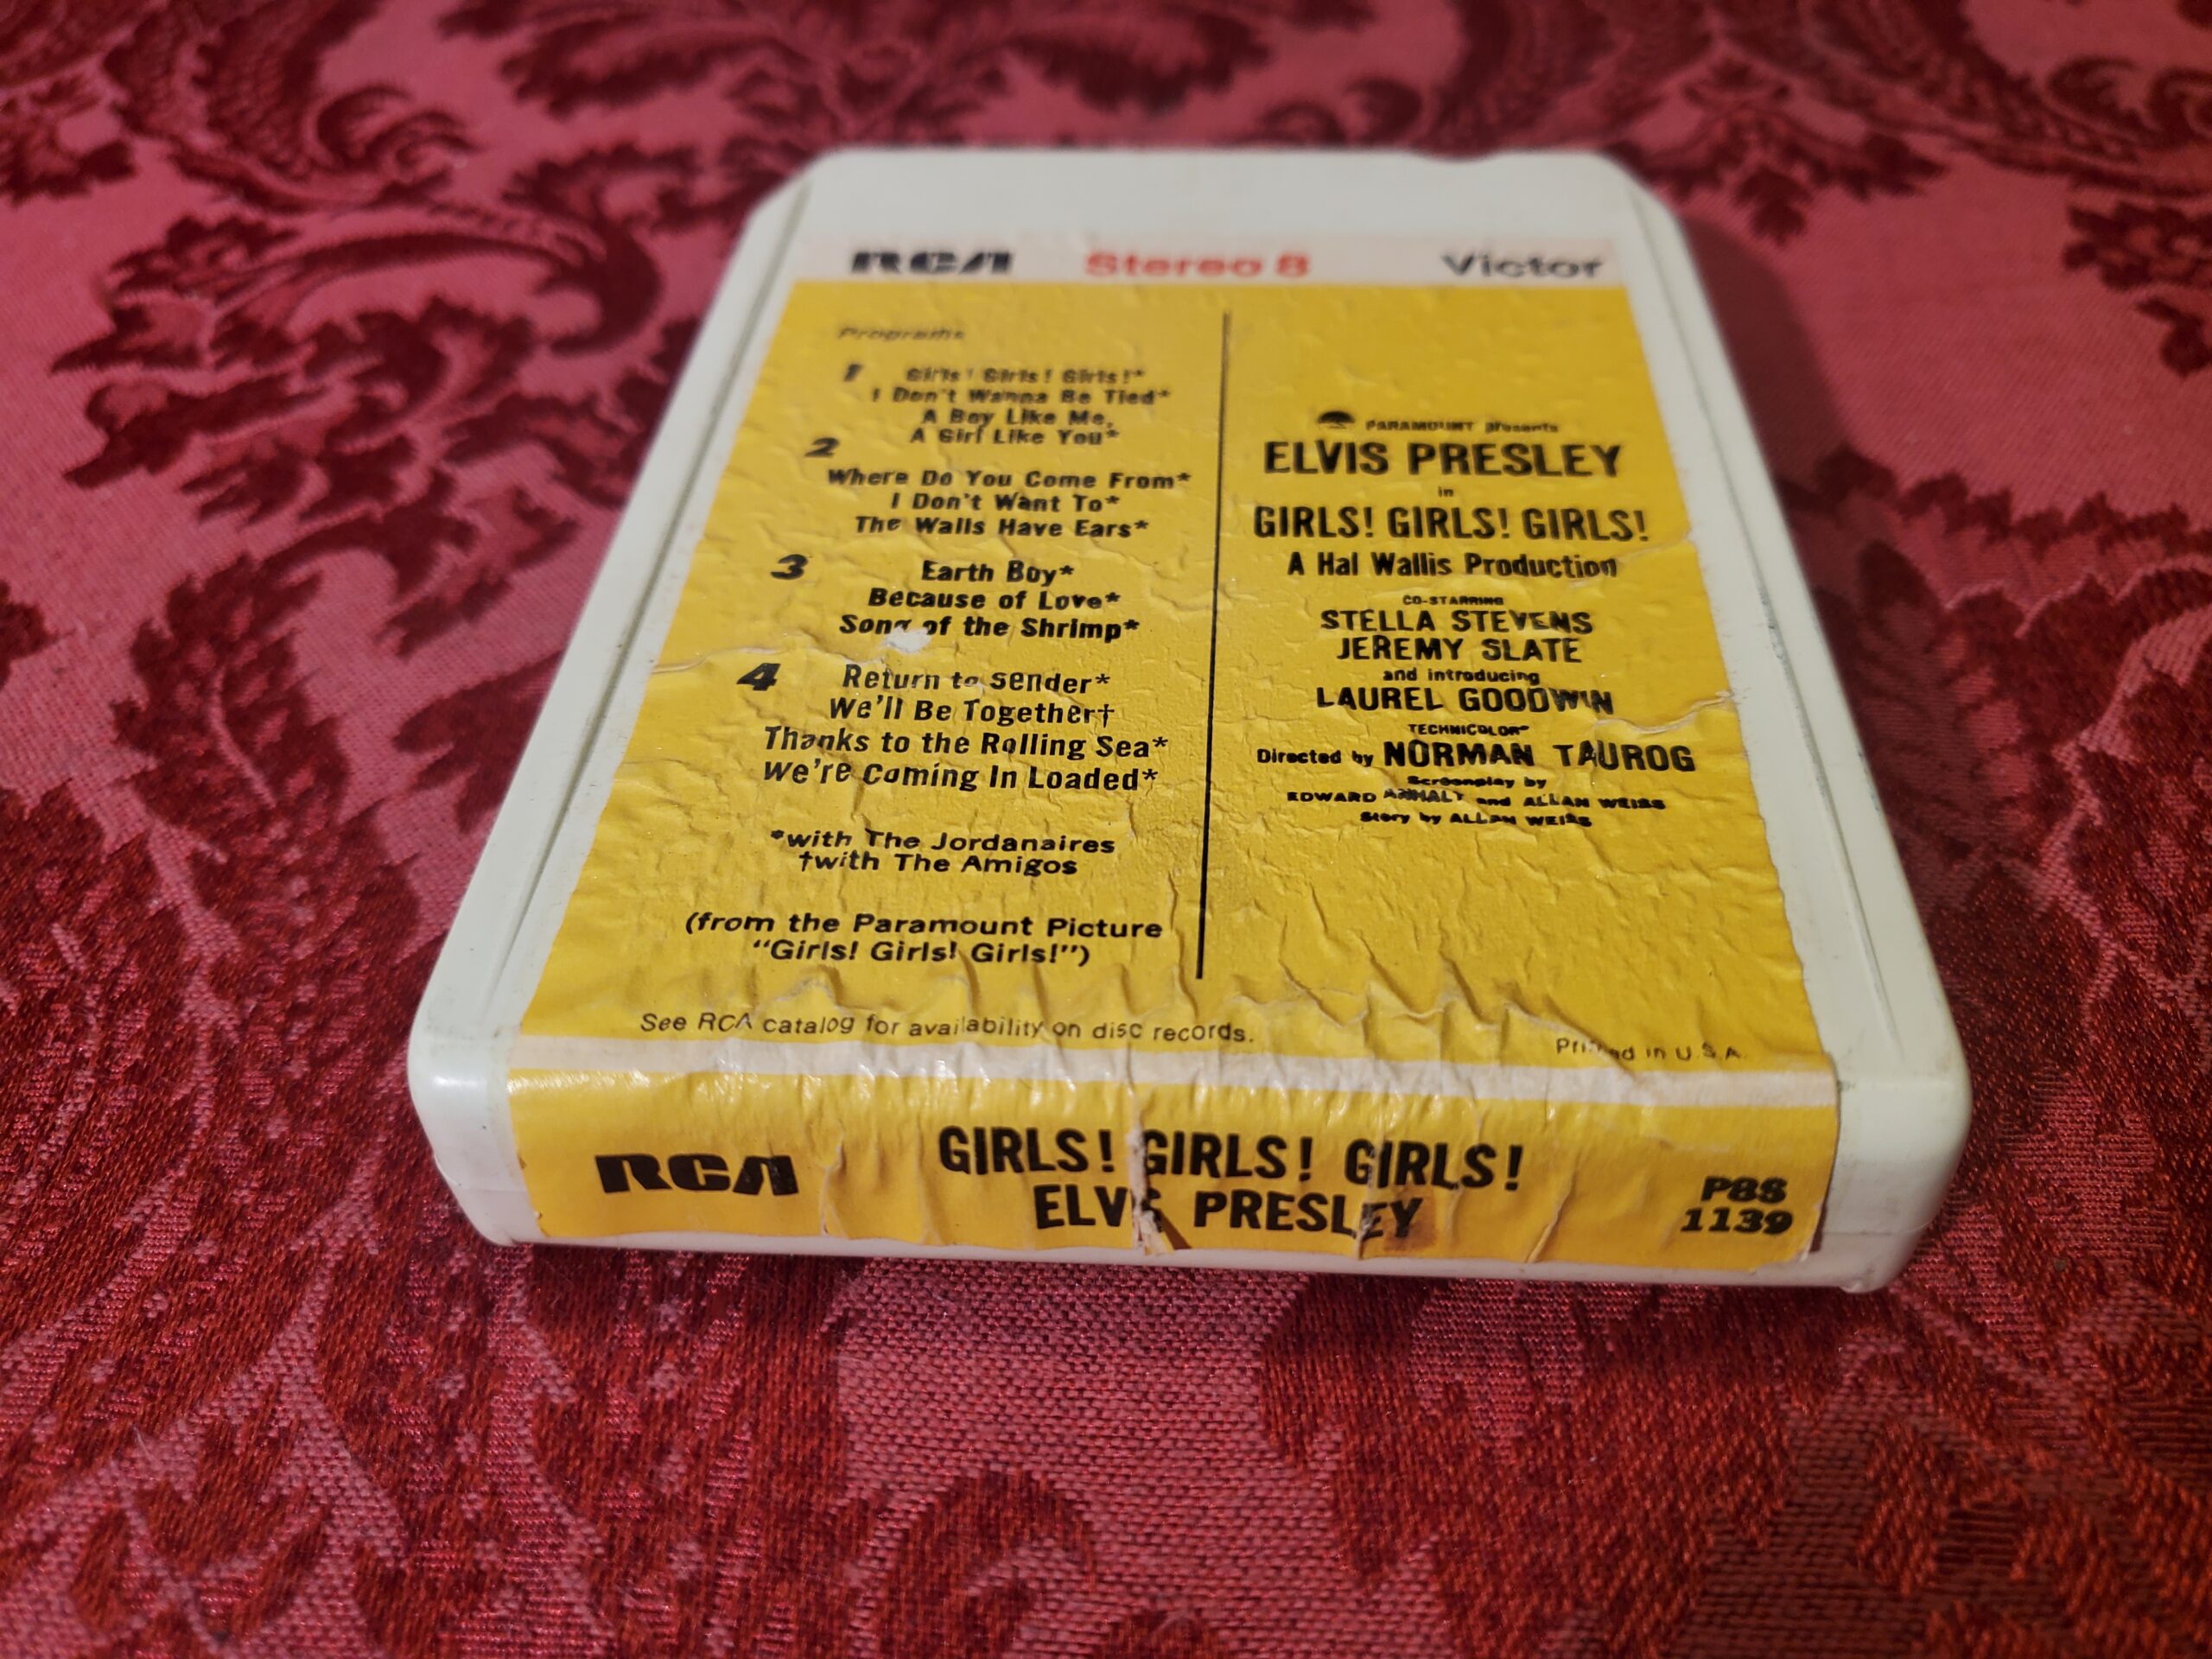 RCA Stereo 8 Victor
Programs
1 Girls! Girls! Girls!*
I Don't Wanna Be Tied*
A Boy Like Me,
A Girl Like You*
2
Where Do You Come From*
I Don't Want To*
The Walls Have Ears*
3 Earth Boy*
Because of Love*
Song of the Shrimp*
4 Return to sender*
We'll Be Together†
Thanks to the Rolling Sea*
We're Coming In Loaded*
*with The Jordanaires
†with The Amigos
(from the Paramount Picture
"Girls! Girls! Girls!")
PARAMOUNT presents
ELVIS PRESLEY
in
GIRLS! GIRLS! GIRLS!
A Hal Wallis Production
CO-STARRING
STELLA STEVENS
JEREMY SLATE
and introducing
LAUREL GOODWIN
TECHNICOLOR®
Directed by NORMAN TAUROG
Screenplay by
EDWARD ANHALT and ALLAN WEISS
Story by ALLAN WEISS
See RCA catalog for availability on disc records.
Printed in U.S.A.
RCA
GIRLS! GIRLS! GIRLS!
ELVIS PRESLEY
P8S
1139